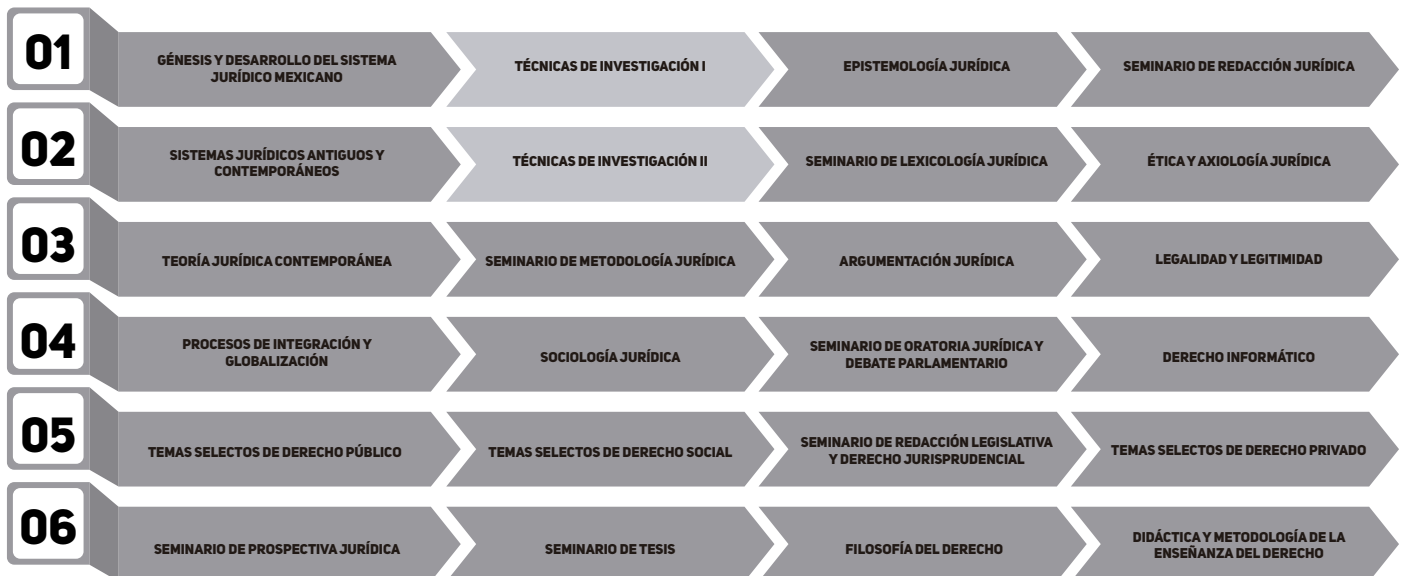 01
GÉNESIS Y DESARROLLO DEL SISTEMA
JURÍDICO MEXICANO
TÉCNICAS DE INVESTIGACIÓN I
EPISTEMOLOGÍA JURÍDICA
SEMINARIO DE REDACCIÓN JURÍDICA
02
SISTEMAS JURÍDICOS ANTIGUOS Y
CONTEMPORÁNEOS
TÉCNICAS DE INVESTIGACIÓN II
SEMINARIO DE LEXICOLOGÍA JURÍDICA
ÉTICA Y AXIOLOGÍA JURÍDICA
03
TEORÍA JURÍDICA CONTEMPORÁNEA
SEMINARIO DE METODOLOGÍA JURÍDICA
ARGUMENTACIÓN JURÍDICA
LEGALIDAD Y LEGITIMIDAD
04
PROCESOS DE INTEGRACIÓN Y
GLOBALIZACIÓN
SOCIOLOGÍA JURÍDICA
SEMINARIO DE ORATORIA JURÍDICA Y
DEBATE PARLAMENTARIO
DERECHO INFORMÁTICO
05
TEMAS SELECTOS DE DERECHO PÚBLICO
TEMAS SELECTOS DE DERECHO SOCIAL
SEMINARIO DE REDACCIÓN LEGISLATIVA
Y DERECHO JURISPRUDENCIAL
TEMAS SELECTOS DE DERECHO PRIVADO
06
SEMINARIO DE PROSPECTIVA JURÍDICA
SEMINARIO DE TESIS
FILOSOFÍA DEL DERECHO
DIDÁCTICA Y METODOLOGÍA DE LA
ENSEÑANZA DEL DERECHO